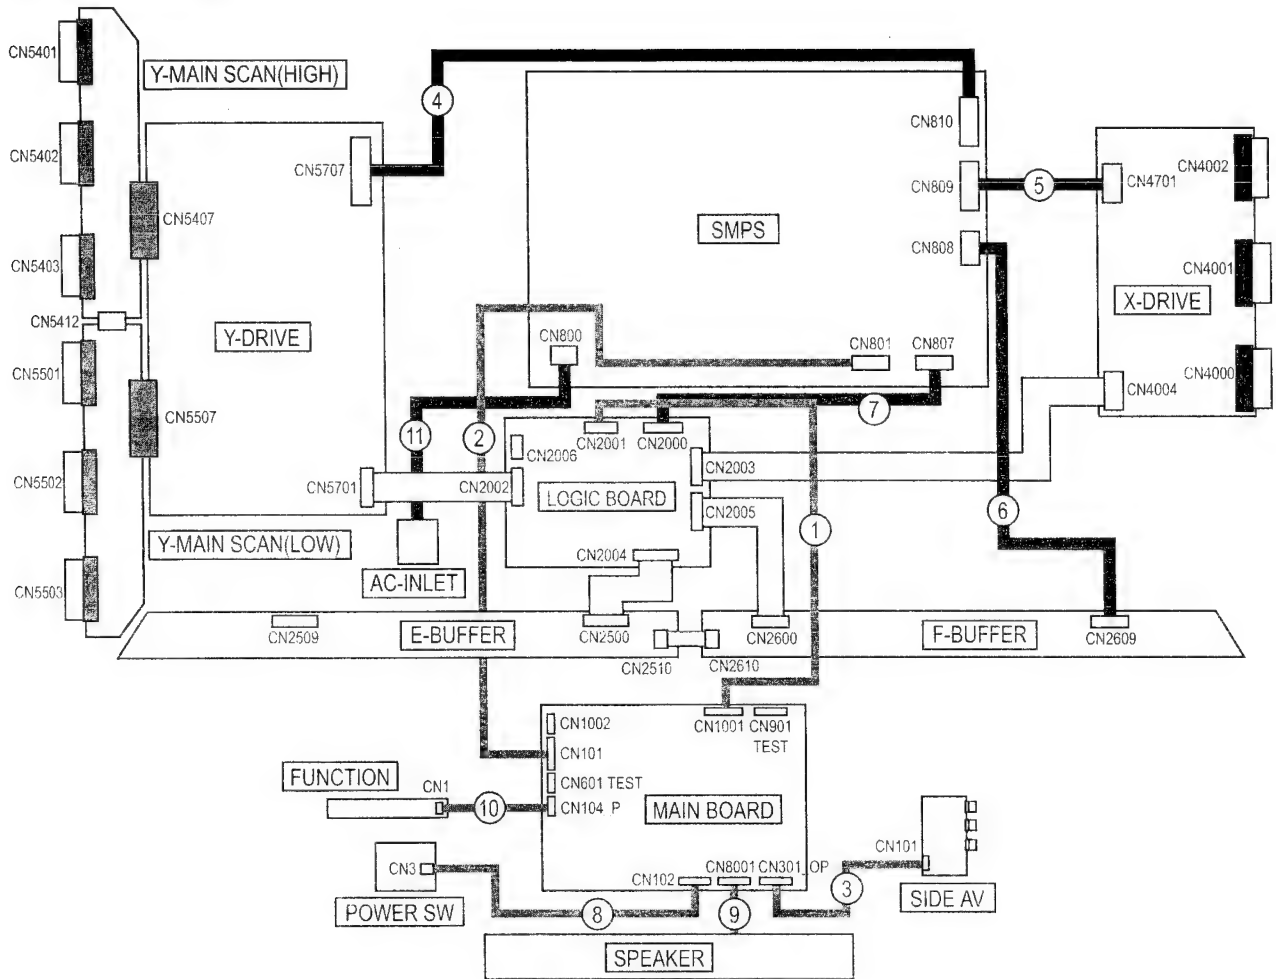 CN5401
Y-MAIN SCAN(HIGH)
4
CN810
CN5402
CN5707
CN809
5
CN4701
CN4002
CN5407
SMPS
CN808
CN5403
CN4001
X-DRIVE
CN5412
Y-DRIVE
CN800
CN801
CN807
CN5501
CN4004
CN4000
CN5507
11
2
7
CN2001
CN2000
CN2006
CN2003
CN5502
CN5701
CN2002
LOGIC BOARD
CN2005
6
1
Y-MAIN SCAN(LOW)
CN2004
AC-INLET
CN5503
CN2509
E-BUFFER
CN2500
CN2600
F-BUFFER
CN2609
CN2510
CN2610
CN1002
CN1001
CN901
TEST
CN101
FUNCTION
CN1
CN601 TEST
10
CN104_P
MAIN BOARD
CN101
CN3
CN102
CN8001
CN301_OP
3
SIDE AV
POWER SW
8
9
SPEAKER